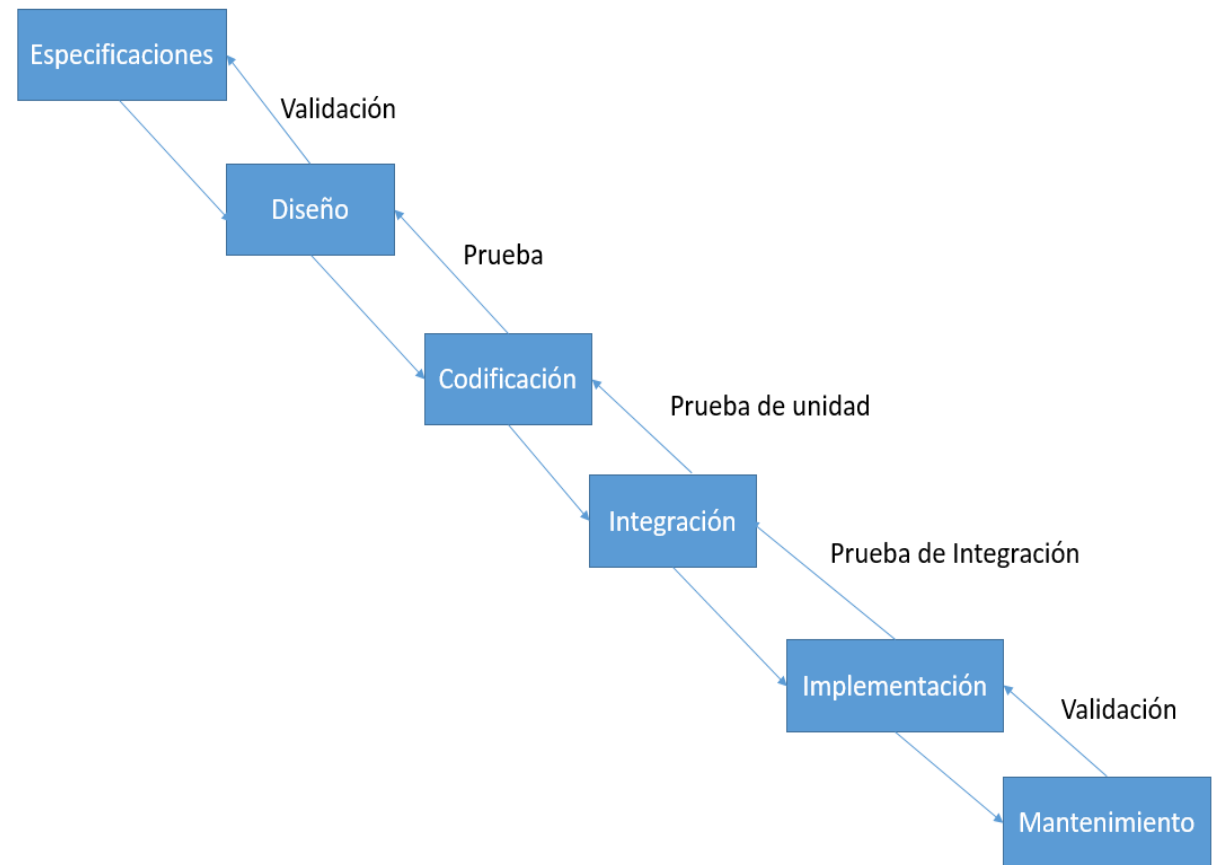 Especificaciones
Validación
Diseño
Prueba
Codificación
Prueba de unidad
Integración
Prueba de Integración
Implementación
Validación
Mantenimiento